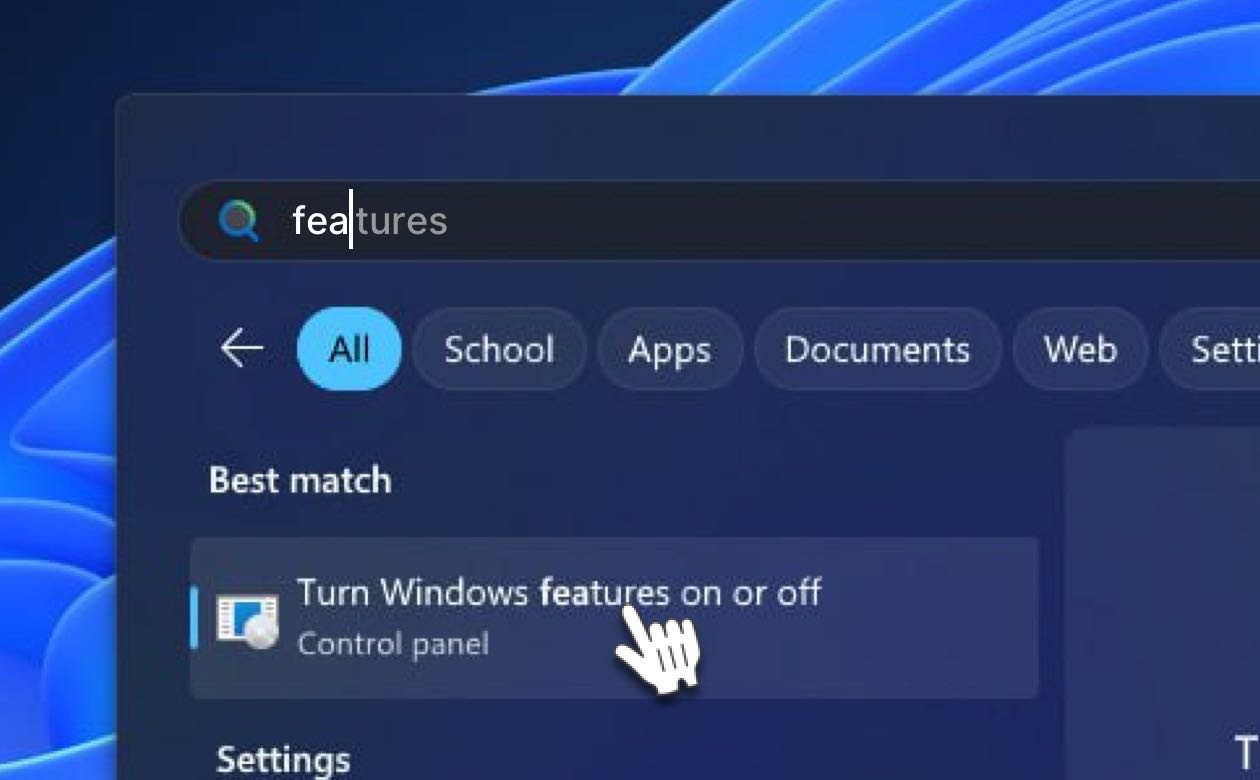 features
All School Apps Documents Web Setti
Best match
Turn Windows features on or off
Control panel
Settings
T